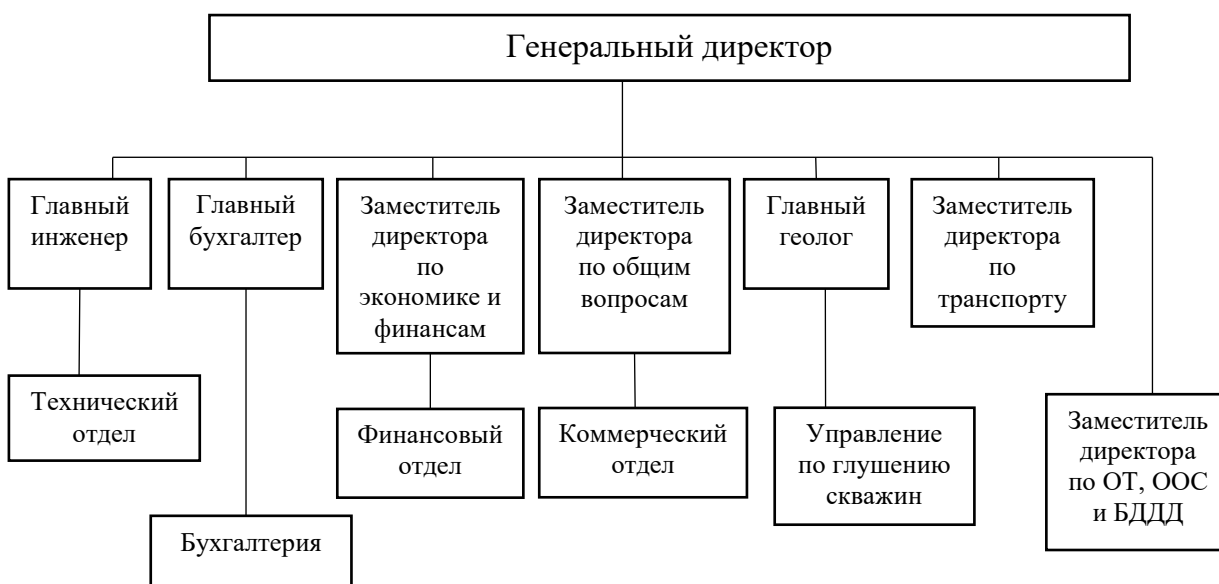 Генеральный директор
Главный
инженер
Главный
бухгалтер
Заместитель
директора
по
экономике и
финансам
Заместитель
директора
по общим
вопросам
Главный
геолог
Заместитель
директора
по
транспорту
Технический
отдел
Финансовый
отдел
Коммерческий
отдел
Управление
по глушению
скважин
Заместитель
директора
по ОТ, ООС
и БДДД
Бухгалтерия